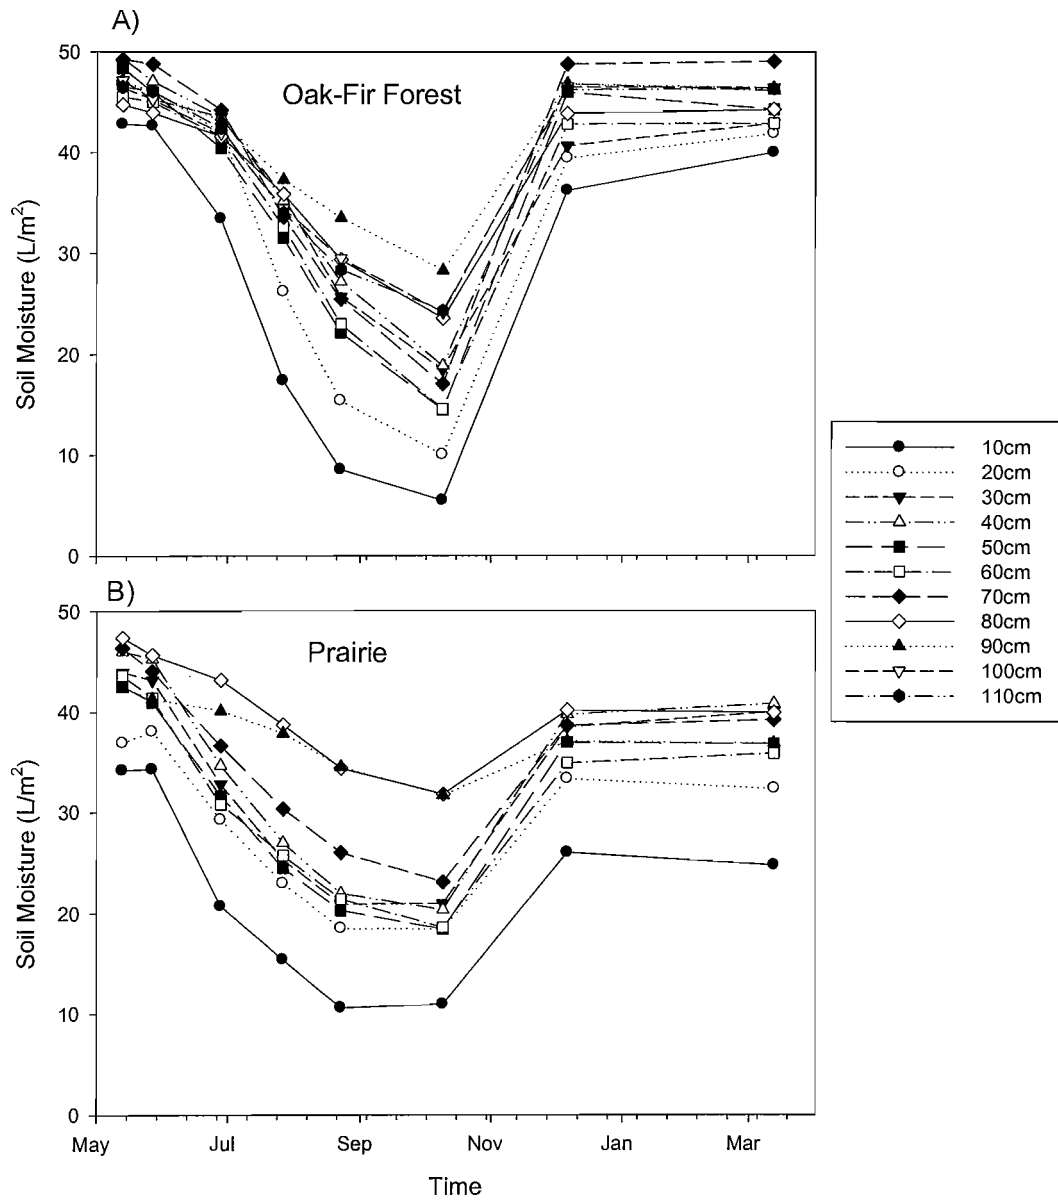 A)
Oak-Fir Forest
50
40
30
20
10
0
Soil Moisture (L/m²)
B)
Prairie
50
40
30
20
10
0
Soil Moisture (L/m²)
May Jul Sep Nov Jan Mar
Time
10cm
20cm
30cm
40cm
50cm
60cm
70cm
80cm
90cm
100cm
110cm